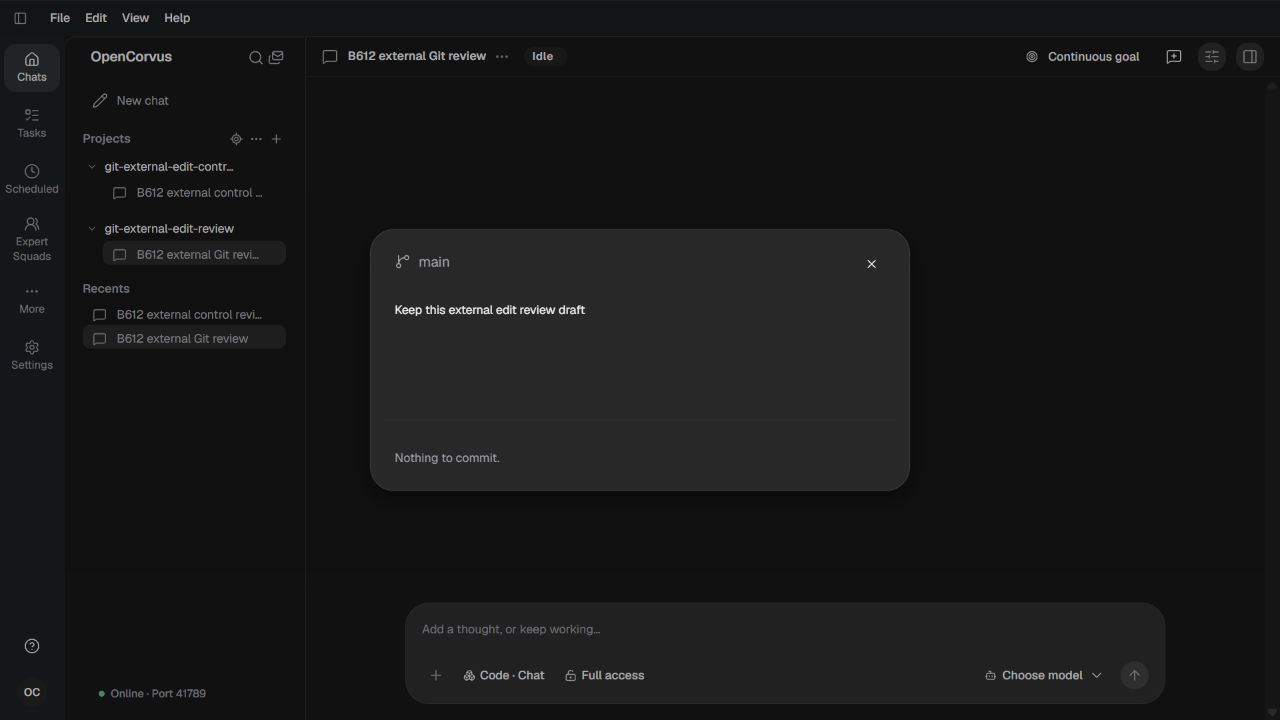 File Edit View Help
Chats
Tasks
Scheduled
Expert
Squads
More
Settings
OC
OpenCorvus
New chat
Projects
git-external-edit-contr...
B612 external control ...
git-external-edit-review
B612 external Git revi...
Recents
B612 external control revi...
B612 external Git review
Online · Port 41789
B612 external Git review ··· Idle
Continuous goal
main
Keep this external edit review draft
Nothing to commit.
Add a thought, or keep working...
Code · Chat Full access Choose model